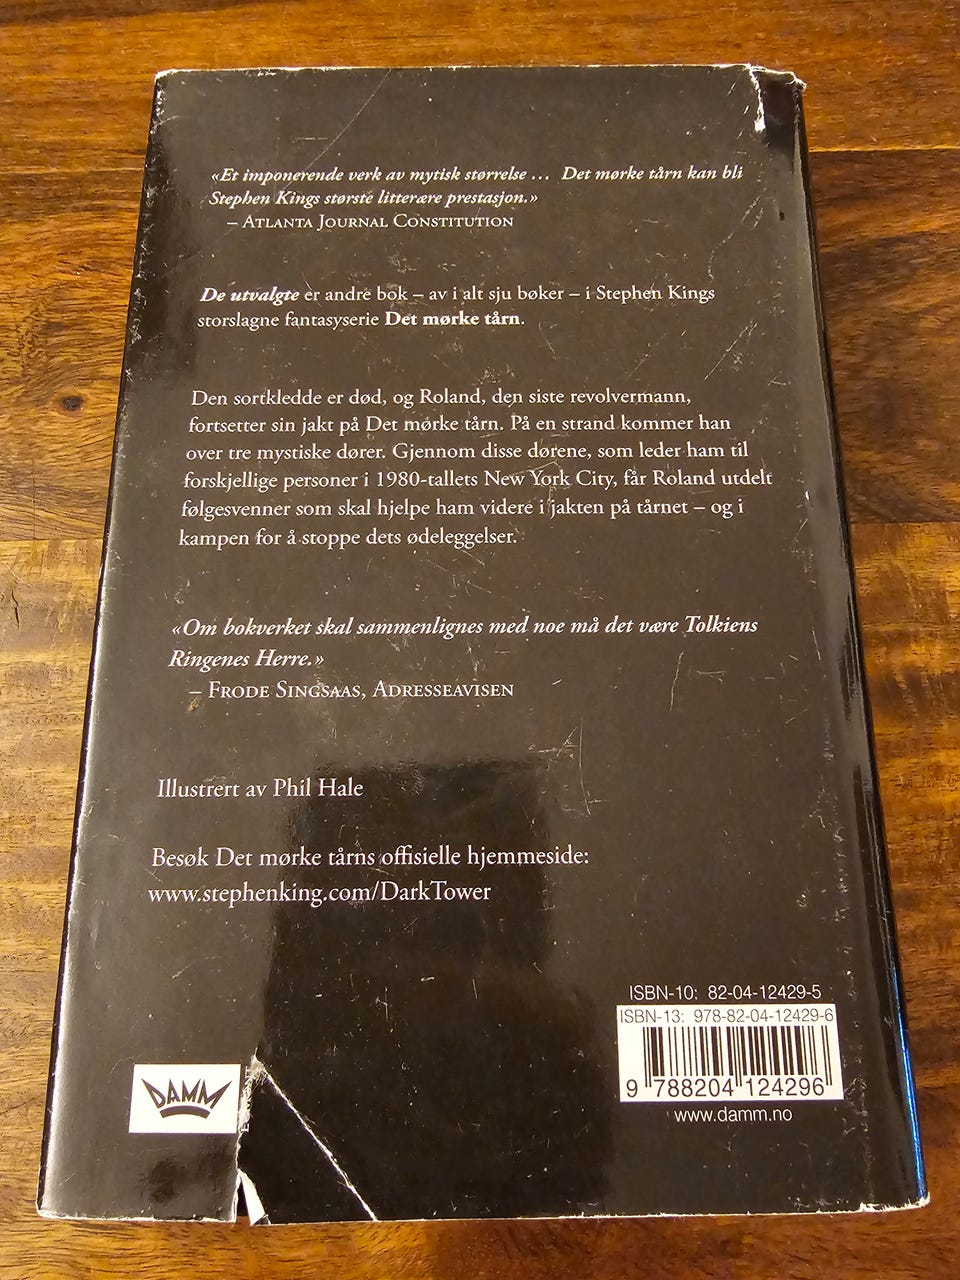 «Et imponerende verk av mytisk størrelse … Det mørke tårn kan bli
Stephen Kings største litterære prestasjon.»
– Atlanta Journal Constitution
De utvalgte er andre bok – av i alt sju bøker – i Stephen Kings
storslagne fantasyserie Det mørke tårn.
Den sortkledde er død, og Roland, den siste revolvermann,
fortsetter sin jakt på Det mørke tårn. På en strand kommer han
over tre mystiske dører. Gjennom disse dørene, som leder ham til
forskjellige personer i 1980-tallets New York City, får Roland utdelt
følgesvenner som skal hjelpe ham videre i jakten på tårnet – og i
kampen for å stoppe dets ødeleggelser.
«Om bokverket skal sammenlignes med noe må det være Tolkiens
Ringenes Herre.»
– Frode Singsaas, Adresseavisen
Illustrert av Phil Hale
Besøk Det mørke tårns offisielle hjemmeside:
www.stephenking.com/DarkTower
ISBN-10: 82-04-12429-5
ISBN-13: 978-82-04-12429-6
9 788204 124296
www.damm.no
DAMM